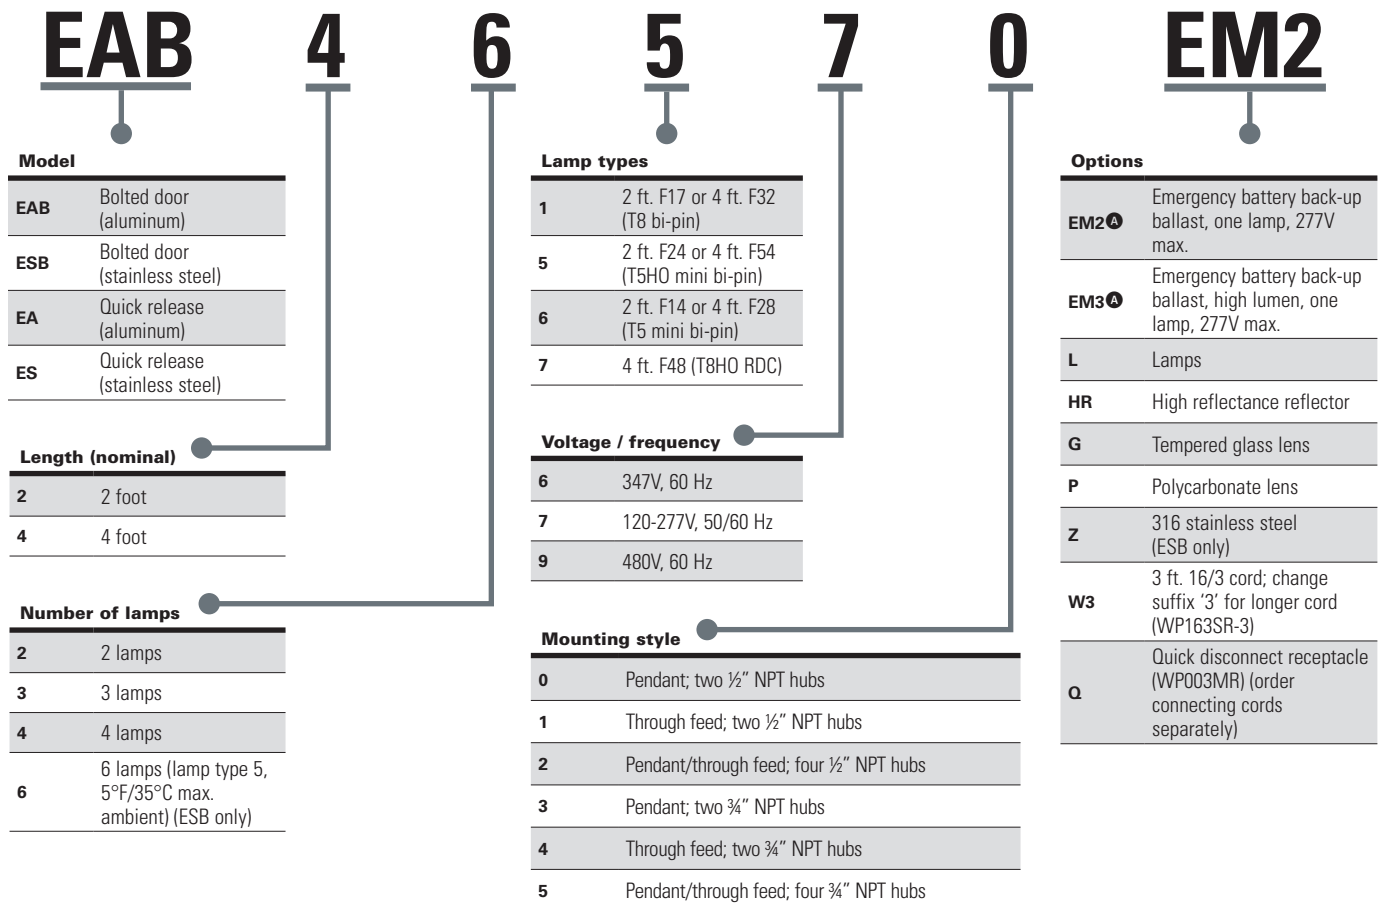 EAB 4 6 5 7 0 EM2
Model
EAB Bolted door
(aluminum)
ESB Bolted door
(stainless steel)
EA Quick release
(aluminum)
ES Quick release
(stainless steel)
Length (nominal)
2 2 foot
4 4 foot
Number of lamps
2 2 lamps
3 3 lamps
4 4 lamps
6 6 lamps (lamp type 5,
5°F/35°C max.
ambient) (ESB only)
Lamp types
1 2 ft. F17 or 4 ft. F32
(T8 bi-pin)
5 2 ft. F24 or 4 ft. F54
(T5HO mini bi-pin)
6 2 ft. F14 or 4 ft. F28
(T5 mini bi-pin)
7 4 ft. F48 (T8HO RDC)
Voltage / frequency
6 347V, 60 Hz
7 120-277V, 50/60 Hz
9 480V, 60 Hz
Mounting style
0 Pendant; two ½” NPT hubs
1 Through feed; two ½” NPT hubs
2 Pendant/through feed; four ½” NPT hubs
3 Pendant; two ¾” NPT hubs
4 Through feed; two ¾” NPT hubs
5 Pendant/through feed; four ¾” NPT hubs
Options
EM2 A Emergency battery back-up
ballast, one lamp, 277V
max.
EM3 A Emergency battery back-up
ballast, high lumen, one
lamp, 277V max.
L Lamps
HR High reflectance reflector
G Tempered glass lens
P Polycarbonate lens
Z 316 stainless steel
(ESB only)
W3 3 ft. 16/3 cord; change
suffix ‘3’ for longer cord
(WP163SR-3)
Q Quick disconnect receptacle
(WP003MR) (order
connecting cords
separately)